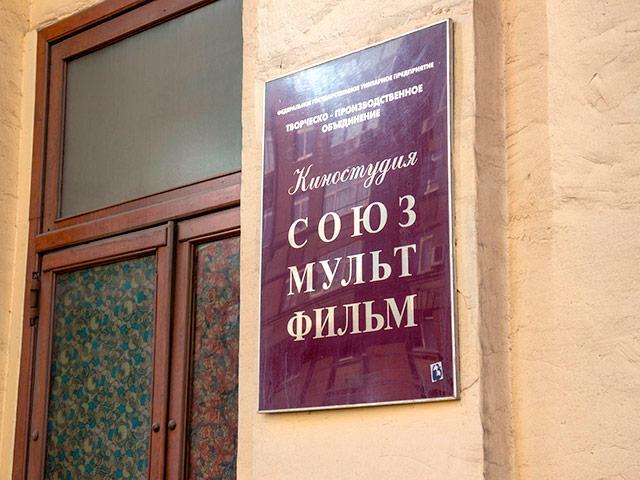 ФЕДЕРАЛЬНОЕ ГОСУДАРСТВЕННОЕ УНИТАРНОЕ ПРЕДПРИЯТИЕ
ТВОРЧЕСКО - ПРОИЗВОДСТВЕННОЕ
ОБЪЕДИНЕНИЕ
Киностудия
СОЮЗ
МУЛЬТ
ФИЛЬМ